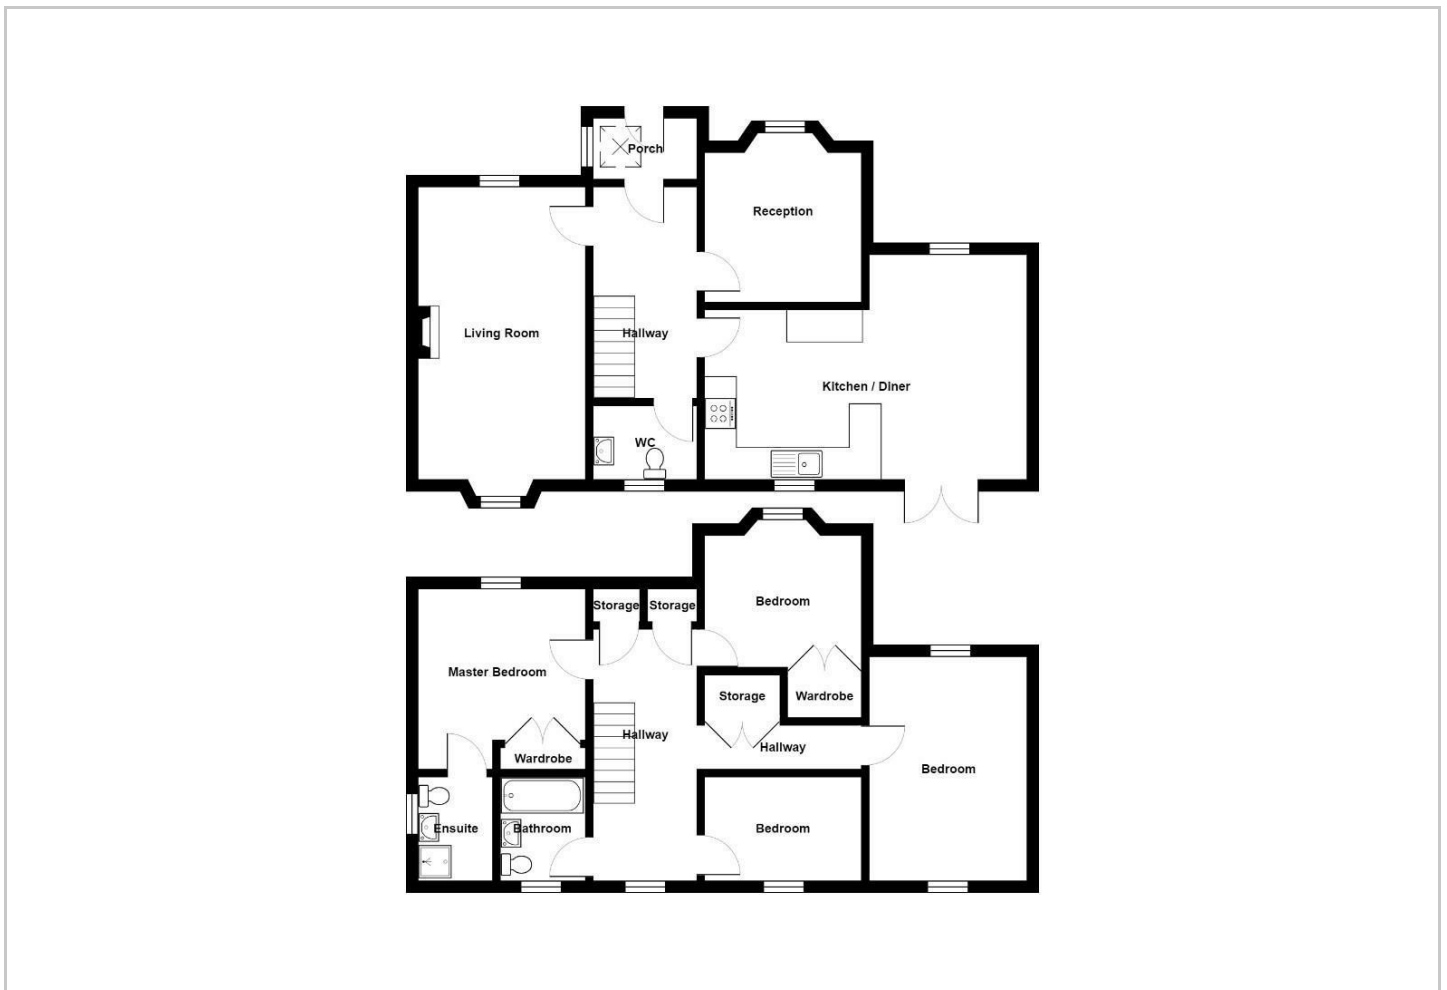 Porch
Reception
Living Room
Hallway
Kitchen / Diner
WC
Storage
Storage
Bedroom
Master Bedroom
Storage
Wardrobe
Hallway
Hallway
Wardrobe
Bedroom
Ensuite
Bathroom
Bedroom